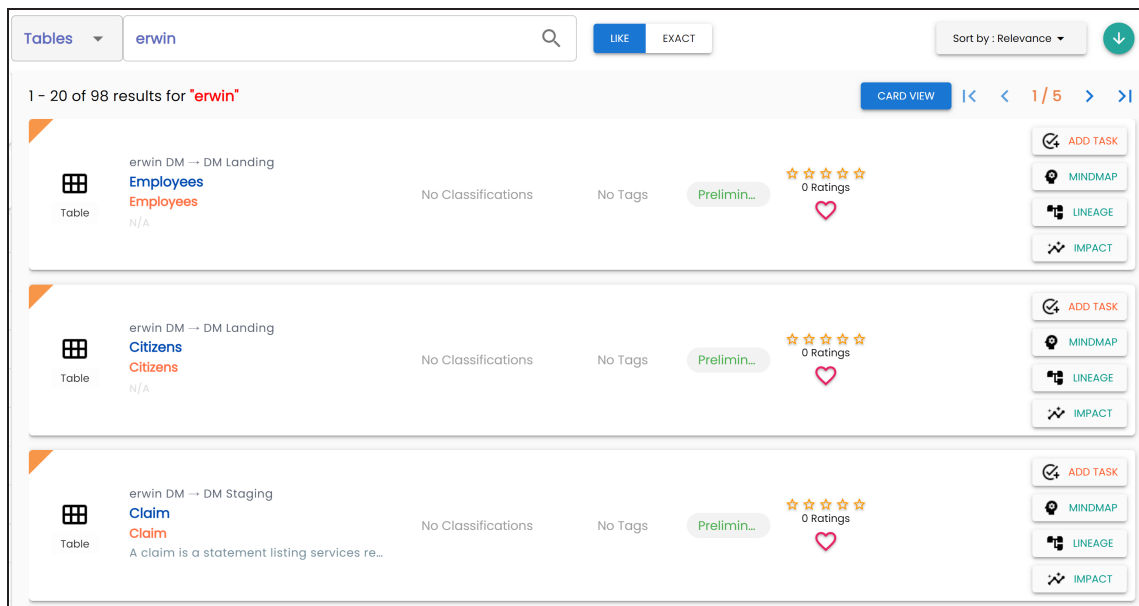 Tables
erwin
LIKE
EXACT
Sort by : Relevance
1 - 20 of 98 results for "erwin"
CARD VIEW
1 / 5
Table
erwin DM → DM Landing
Employees
Employees
N/A
No Classifications
No Tags
Prelimin...
0 Ratings
ADD TASK
MINDMAP
LINEAGE
IMPACT
Table
erwin DM → DM Landing
Citizens
Citizens
N/A
No Classifications
No Tags
Prelimin...
0 Ratings
ADD TASK
MINDMAP
LINEAGE
IMPACT
Table
erwin DM → DM Staging
Claim
Claim
A claim is a statement listing services re...
No Classifications
No Tags
Prelimin...
0 Ratings
ADD TASK
MINDMAP
LINEAGE
IMPACT